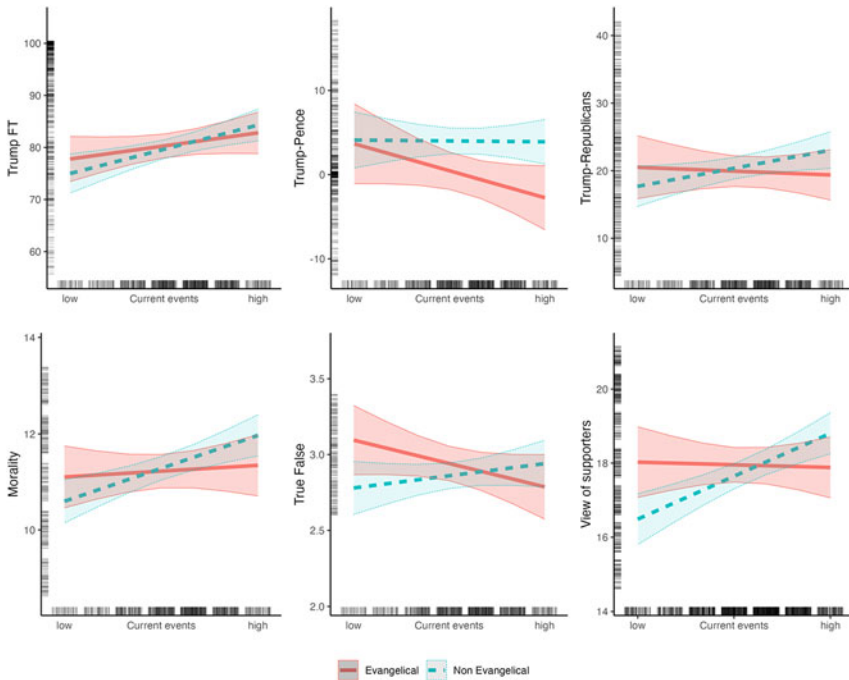 Trump FT
100
90
80
70
60
low Current events high
Trump-Pence
10
0
-10
low Current events high
Trump-Republicans
40
30
20
10
low Current events high
Morality
14
12
10
low Current events high
True False
3.5
3.0
2.5
2.0
low Current events high
View of supporters
20
18
16
14
low Current events high
Evangelical Non Evangelical